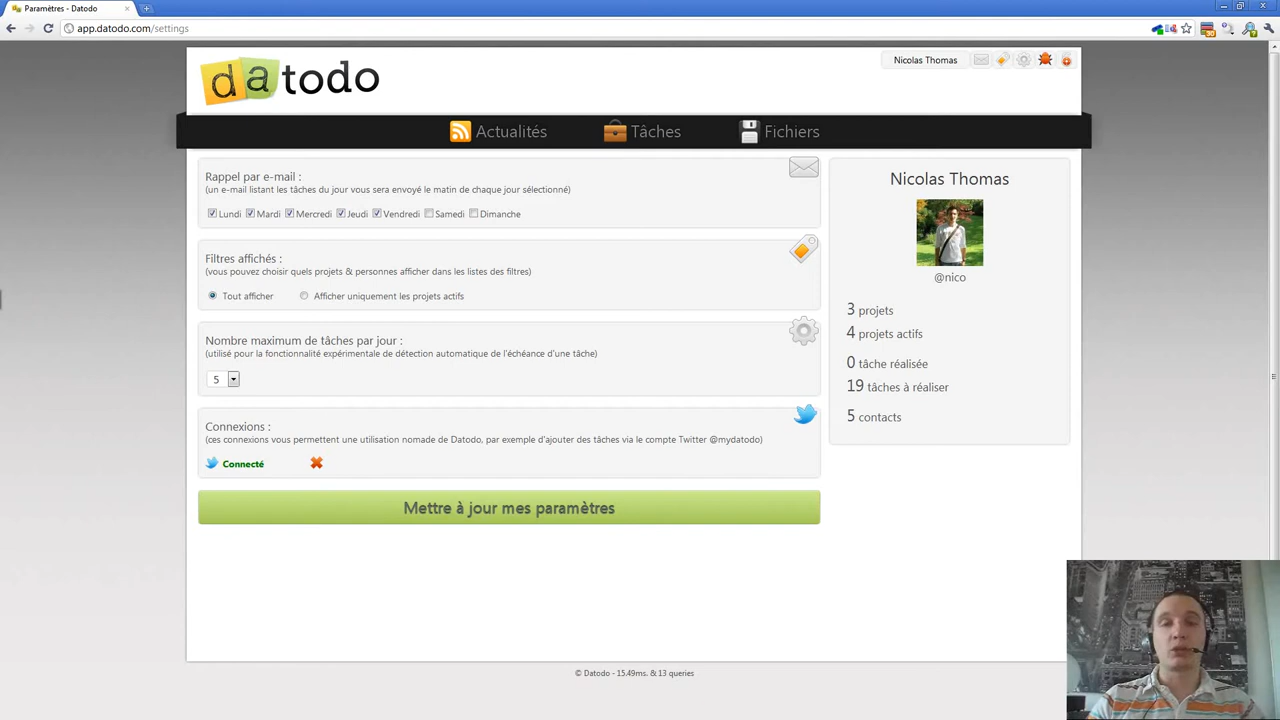 Paramètres - Datodo
app.datodo.com/settings
30
datodo
Nicolas Thomas
Actualités Tâches Fichiers
Rappel par e-mail :
(un e-mail listant les tâches du jour vous sera envoyé le matin de chaque jour sélectionné)
Lundi Mardi Mercredi Jeudi Vendredi Samedi Dimanche
Filtres affichés :
(vous pouvez choisir quels projets & personnes afficher dans les listes des filtres)
Tout afficher Afficher uniquement les projets actifs
Nombre maximum de tâches par jour :
(utilisé pour la fonctionnalité expérimentale de détection automatique de l'échéance d'une tâche)
5
Connexions :
(ces connexions vous permettent une utilisation nomade de Datodo, par exemple d'ajouter des tâches via le compte Twitter @mydatodo)
Connecté
Mettre à jour mes paramètres
Nicolas Thomas
@nico
3 projets
4 projets actifs
0 tâche réalisée
19 tâches à réaliser
5 contacts
© Datodo - 15.49ms. & 13 queries